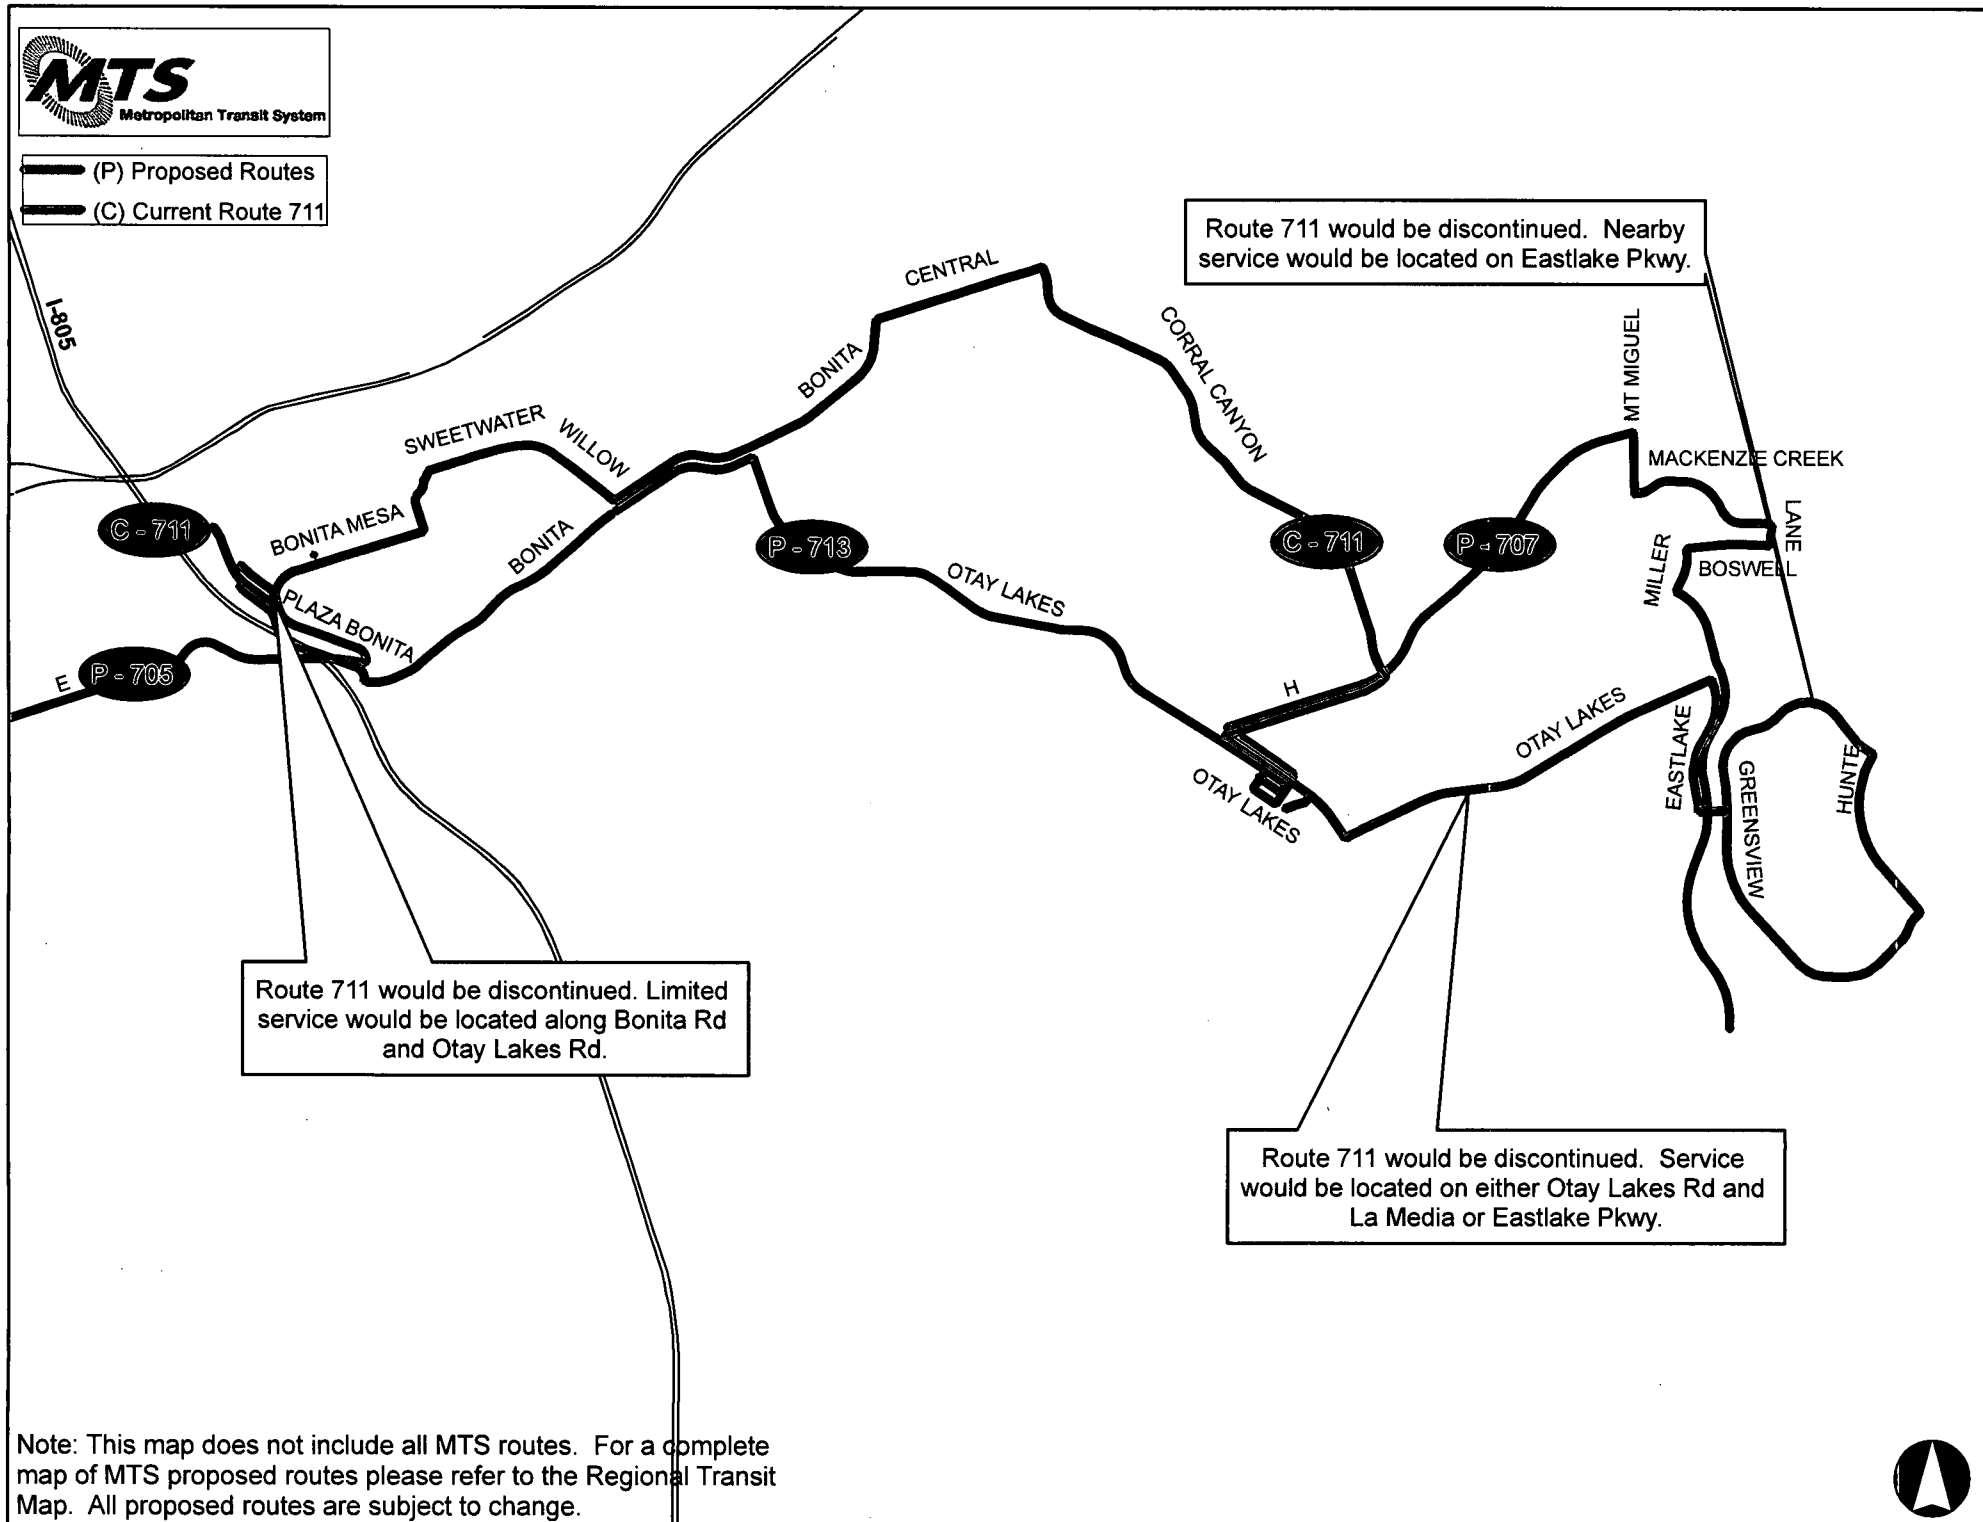 MTS
Metropolitan Transit System
(P) Proposed Routes
(C) Current Route 711
Route 711 would be discontinued. Nearby
service would be located on Eastlake Pkwy.
I-805
CENTRAL
CORRAL CANYON
MT MIGUEL
BONITA
SWEETWATER
WILLOW
MACKENZIE CREEK
LANE
C - 711
BONITA MESA
BONITA
P - 713
C - 711
P - 707
MILLER
BOSWELL
OTAY LAKES
PLAZA BONITA
E
P - 705
H
OTAY LAKES
EASTLAKE
GREENSVIEW
HUNTE
OTAY LAKES
Route 711 would be discontinued. Limited
service would be located along Bonita Rd
and Otay Lakes Rd.
Route 711 would be discontinued. Service
would be located on either Otay Lakes Rd and
La Media or Eastlake Pkwy.
Note: This map does not include all MTS routes. For a complete
map of MTS proposed routes please refer to the Regional Transit
Map. All proposed routes are subject to change.